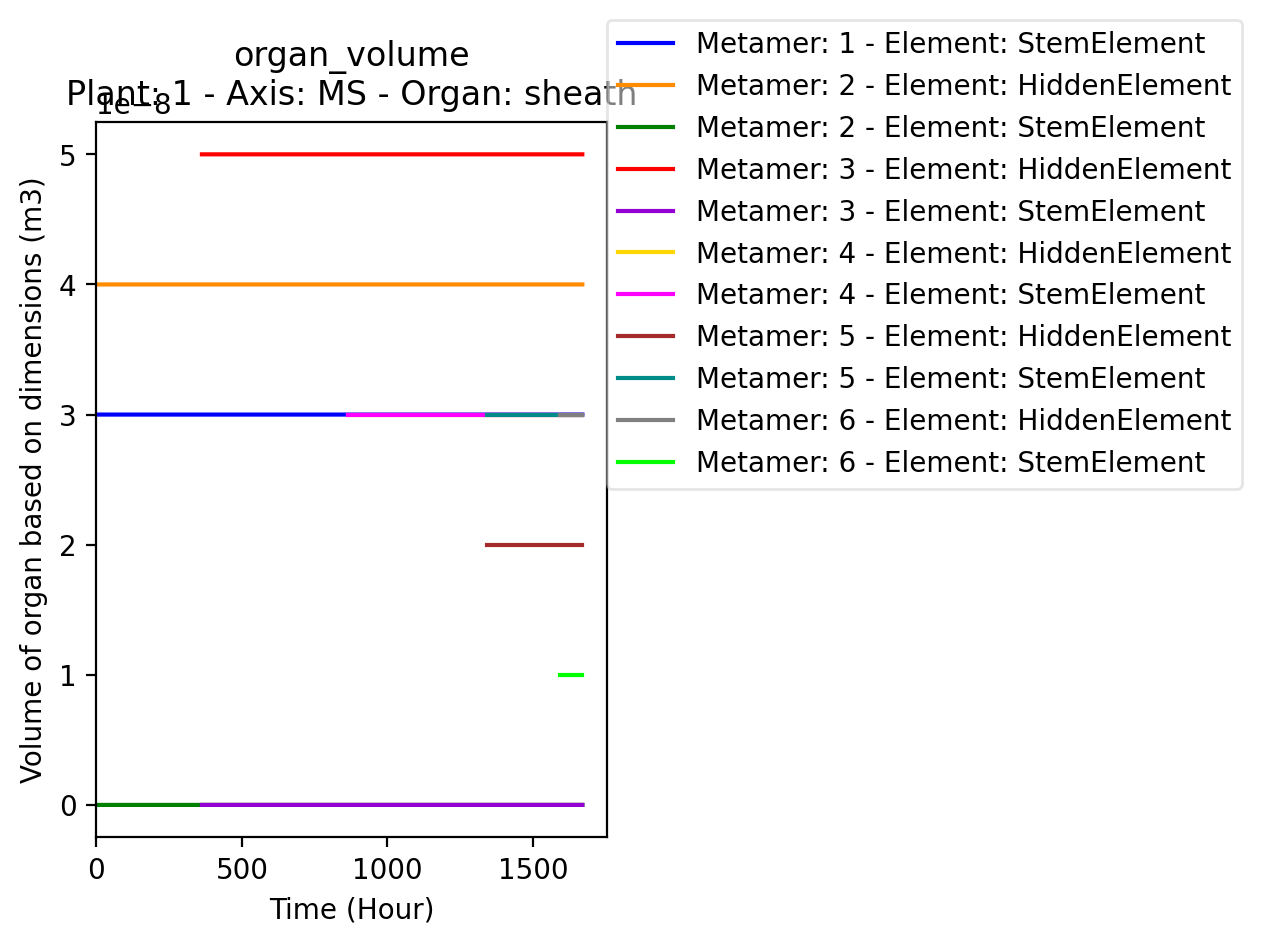 organ_volume
Plant: 1 - Axis: MS - Organ: sheath
1e−8
5
4
3
2
1
0
Volume of organ based on dimensions (m3)
0 500 1000 1500
Time (Hour)
Metamer: 1 - Element: StemElement
Metamer: 2 - Element: HiddenElement
Metamer: 2 - Element: StemElement
Metamer: 3 - Element: HiddenElement
Metamer: 3 - Element: StemElement
Metamer: 4 - Element: HiddenElement
Metamer: 4 - Element: StemElement
Metamer: 5 - Element: HiddenElement
Metamer: 5 - Element: StemElement
Metamer: 6 - Element: HiddenElement
Metamer: 6 - Element: StemElement